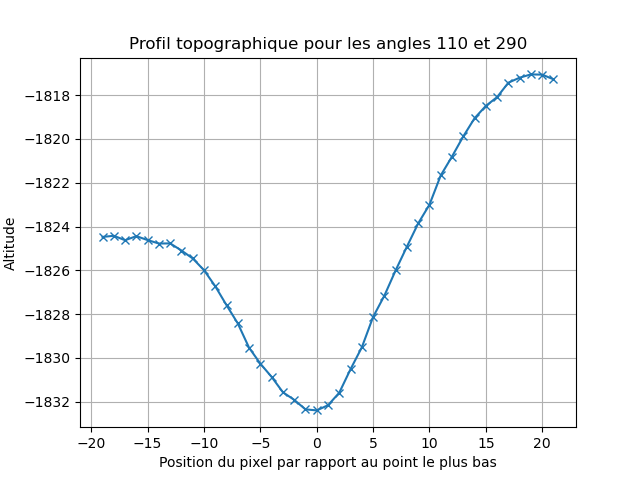 Profil topographique pour les angles 110 et 290
−1818
−1820
−1822
−1824
−1826
−1828
−1830
−1832
Altitude
−20 −15 −10 −5 0 5 10 15 20
Position du pixel par rapport au point le plus bas